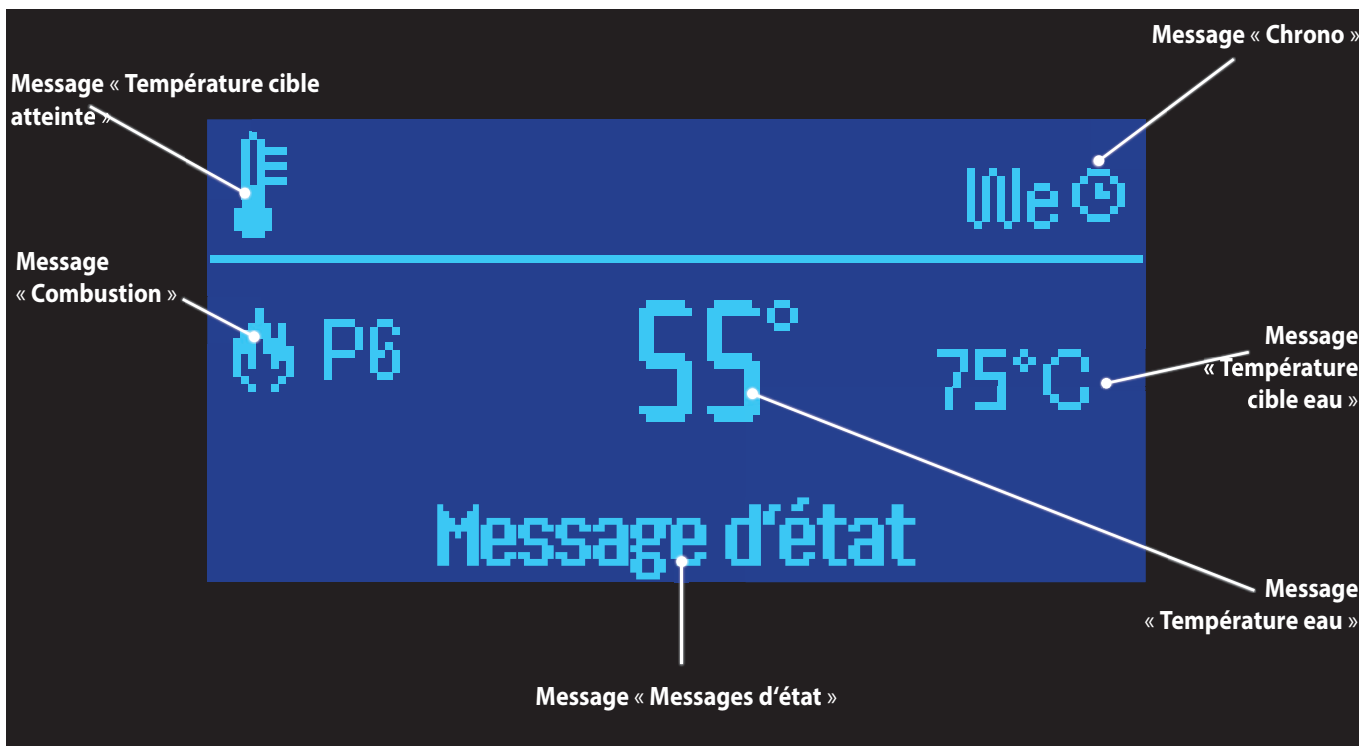 Message « Chrono »
Message « Température cible
atteinte »
We
Message
« Combustion »
P6
55°
75°C
Message
« Température
cible eau »
Message d'état
Message
« Température eau »
Message « Messages d‘état »